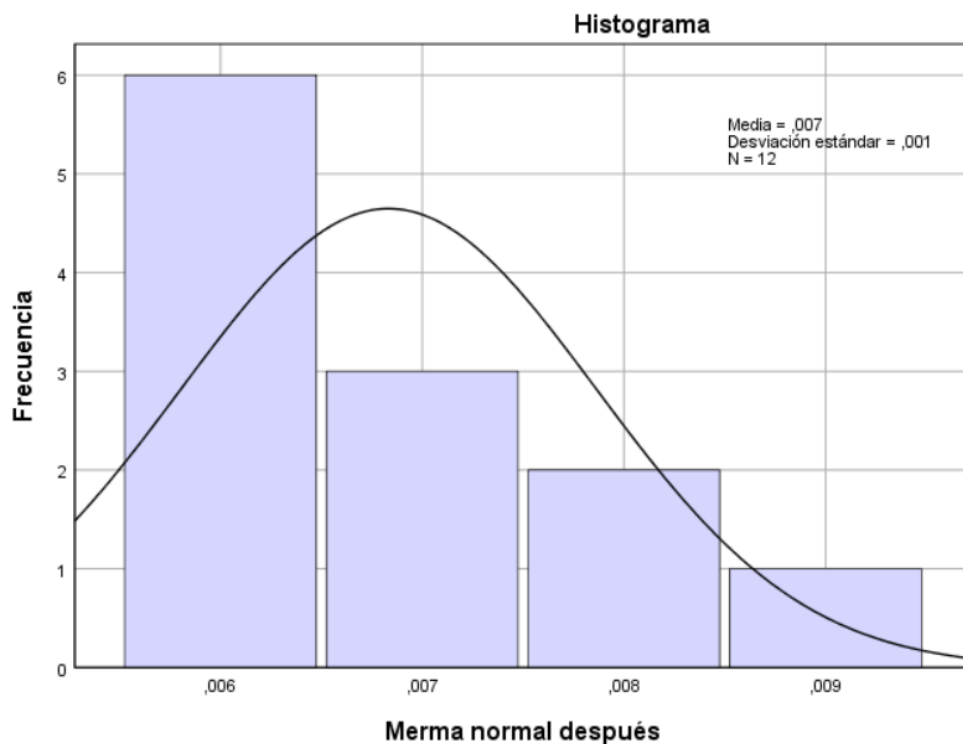 Histograma
Media = ,007
Desviación estándar = ,001
N = 12
Frecuencia
6
5
4
3
2
1
0
,006
,007
,008
,009
Merma normal después